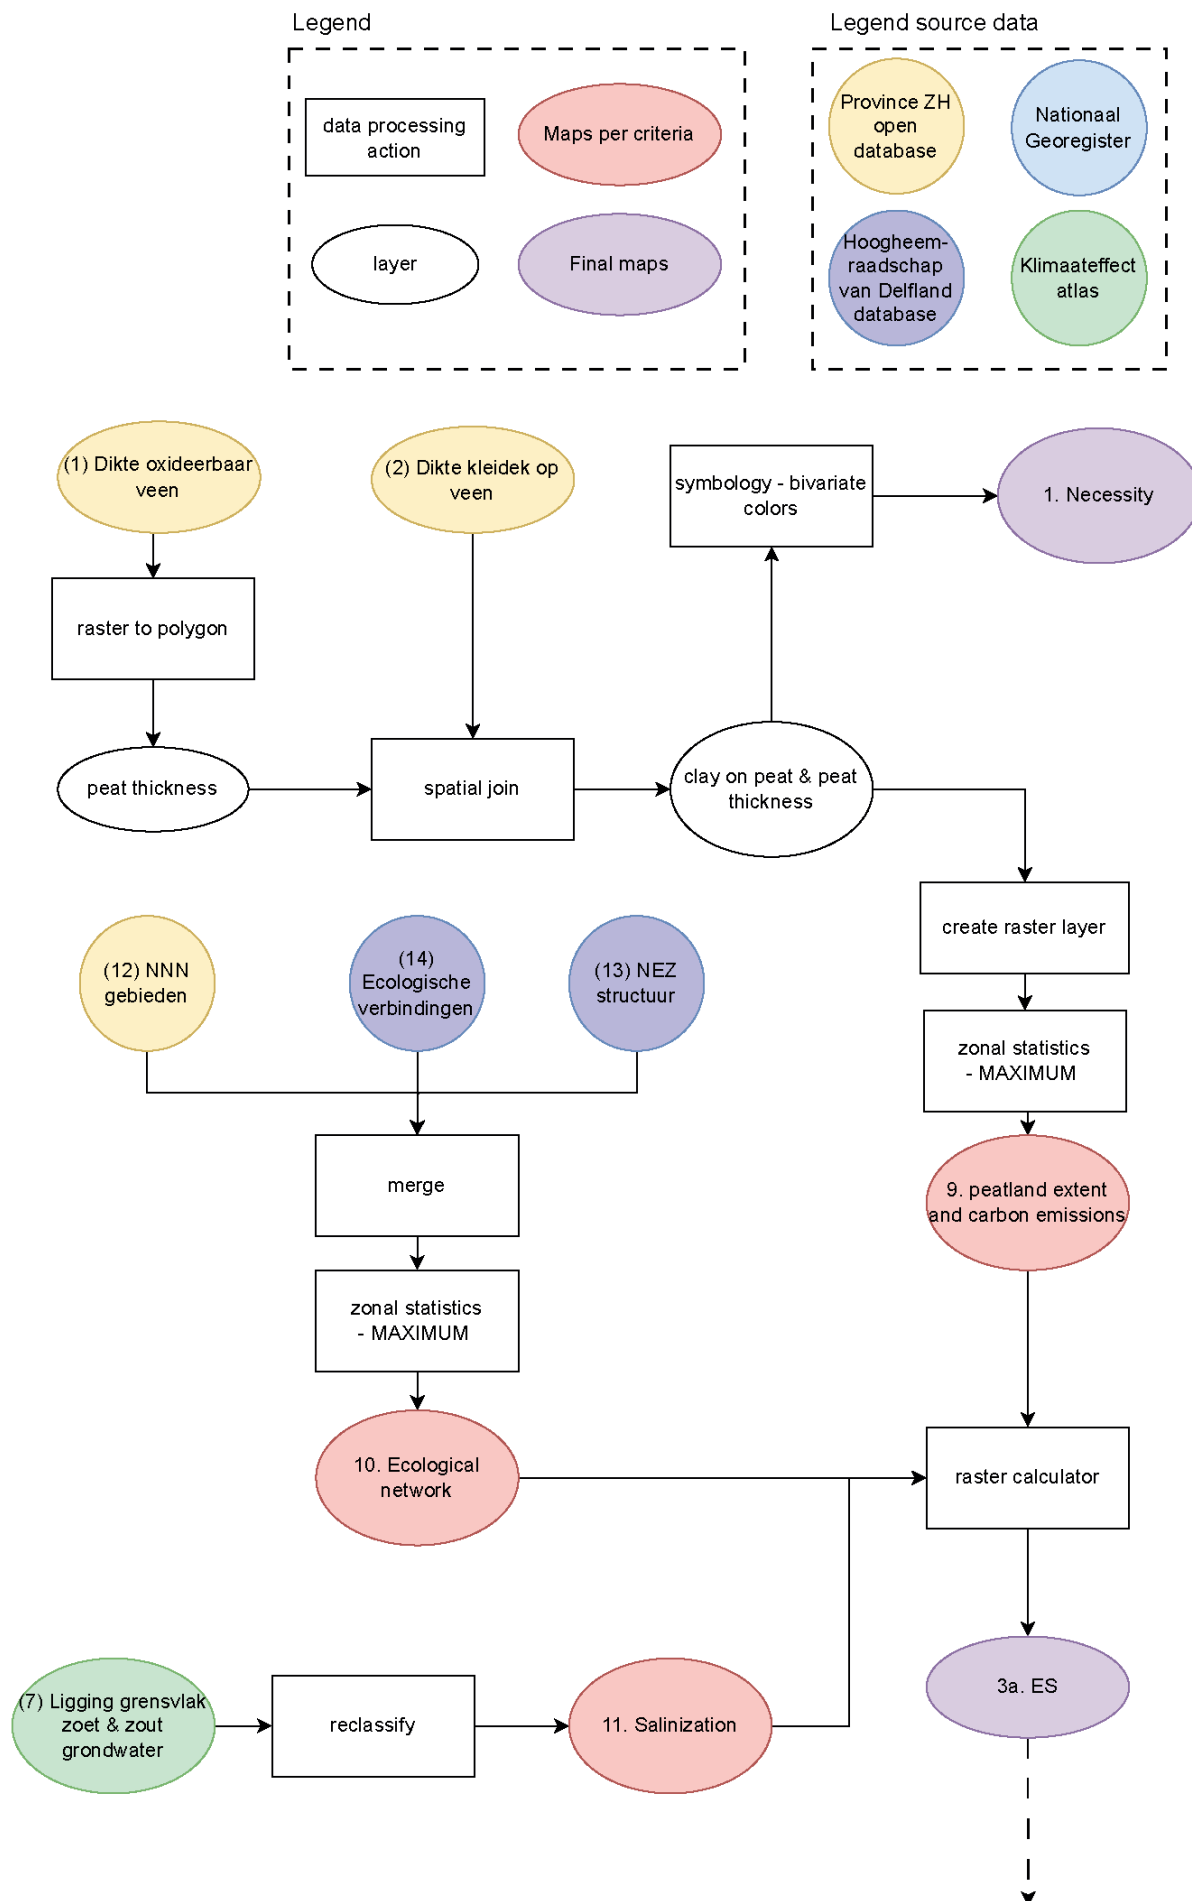 Legend
Legend source data
data processing
action
Maps per criteria
layer
Final maps
Province ZH
open
database
Nationaal
Georegister
Hoogheem-
raadschap
van Delfland
database
Klimaateffect
atlas
(1) Dikte oxideerbaar
veen
(2) Dikte kleidek op
veen
symbology - bivariate
colors
1. Necessity
raster to polygon
peat thickness
spatial join
clay on peat & peat
thickness
create raster layer
(12) NNN
gebieden
(14)
Ecologische
verbindingen
(13) NEZ
structuur
zonal statistics
- MAXIMUM
merge
9. peatland extent
and carbon emissions
zonal statistics
- MAXIMUM
10. Ecological
network
raster calculator
(7) Ligging grensvlak
zoet & zout
grondwater
reclassify
11. Salinization
3a. ES